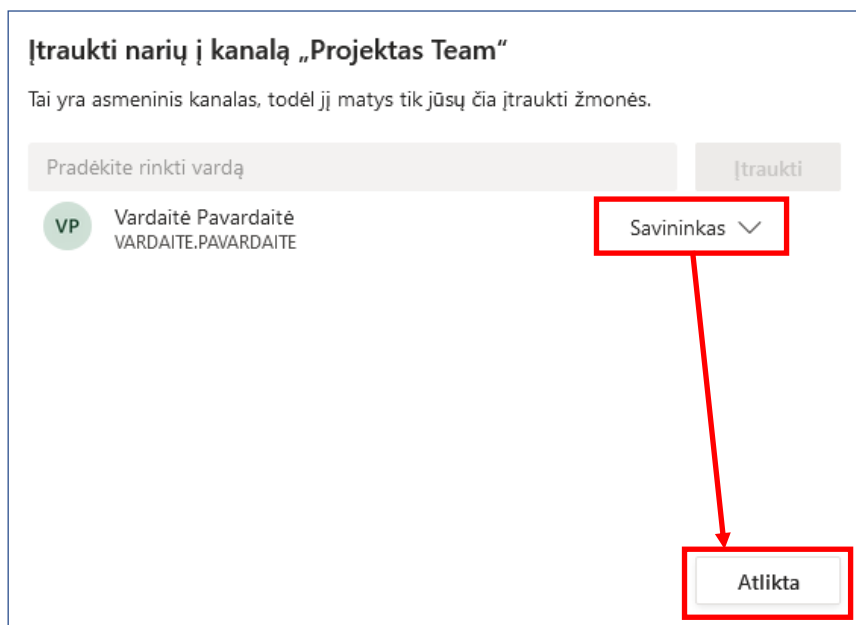 Įtraukti narių į kanalą „Projektas Team“
Tai yra asmeninis kanalas, todėl jį matys tik jūsų čia įtraukti žmonės.
Pradėkite rinkti vardą
Įtraukti
VP
Vardaitė Pavardaitė
VARDAITE.PAVARDAITE
Savininkas
Atlikta